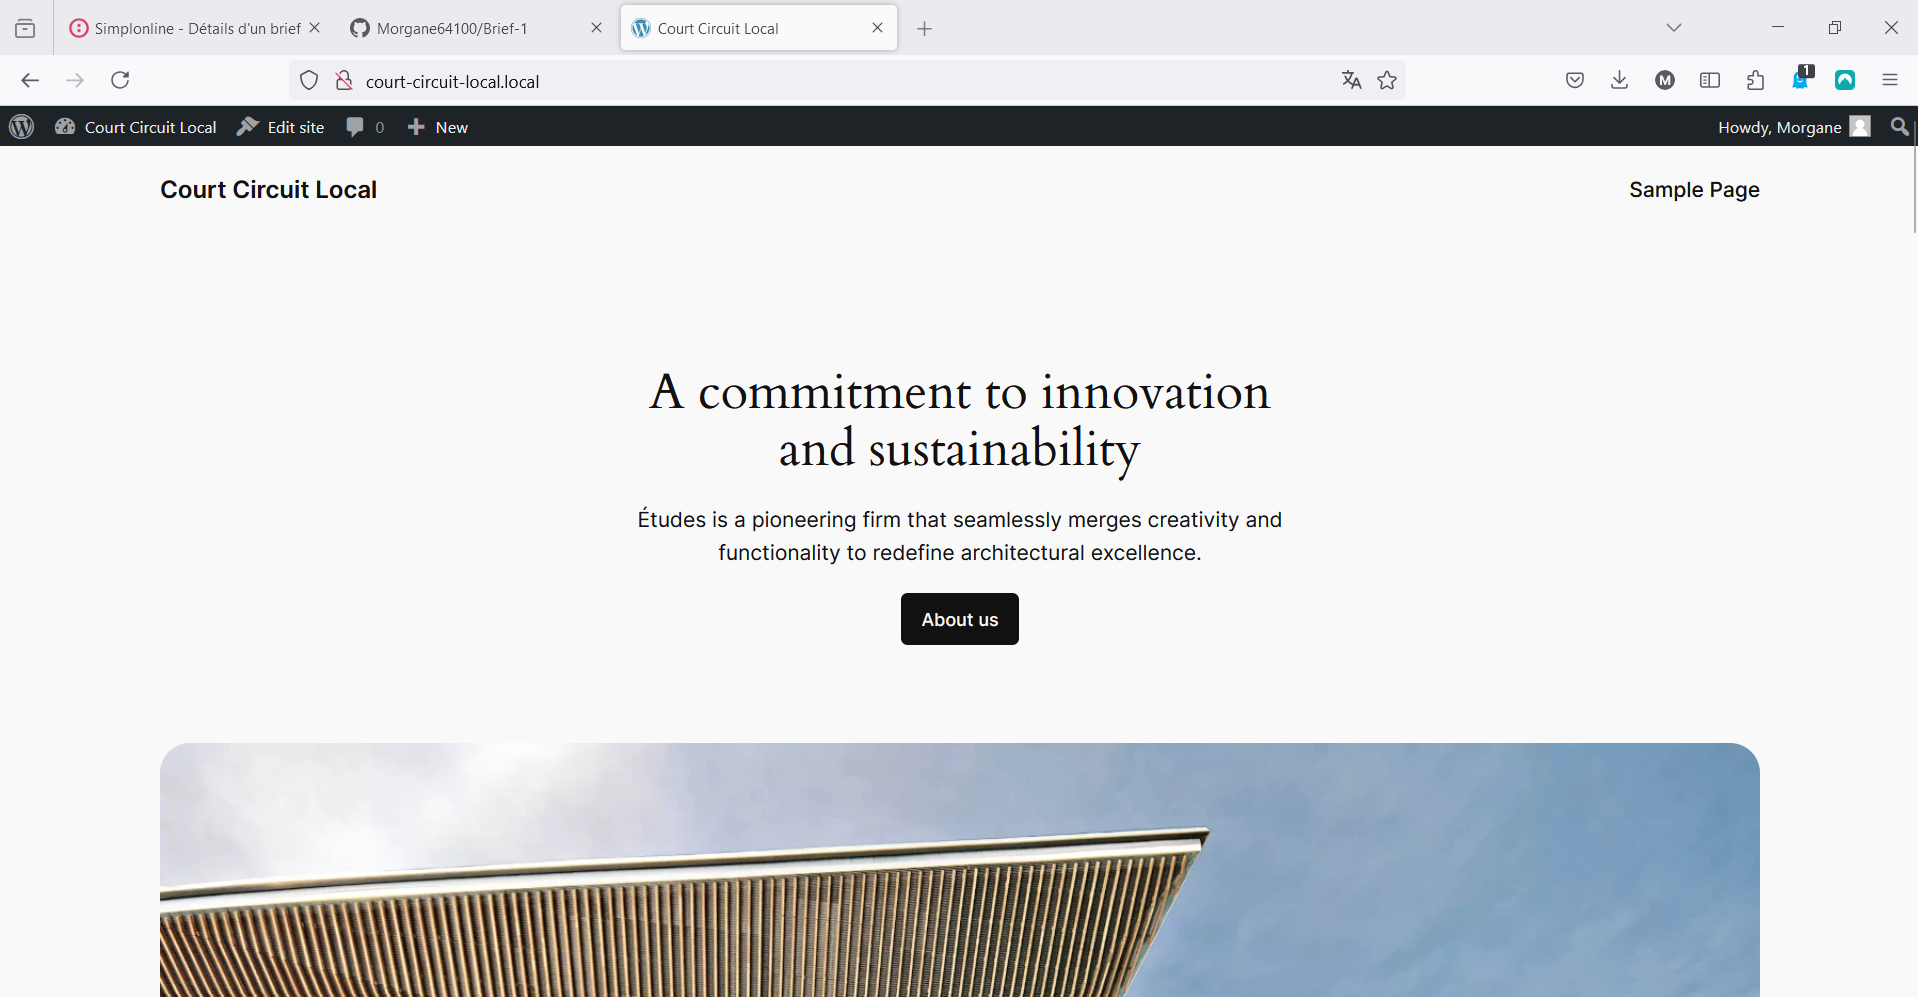 Simplonline - Détails d'un brief
Morgane64100/Brief-1
Court Circuit Local
court-circuit-local.local
M
1
Court Circuit Local
Edit site
0
New
Howdy, Morgane
Court Circuit Local
Sample Page
A commitment to innovation
and sustainability
Études is a pioneering firm that seamlessly merges creativity and
functionality to redefine architectural excellence.
About us